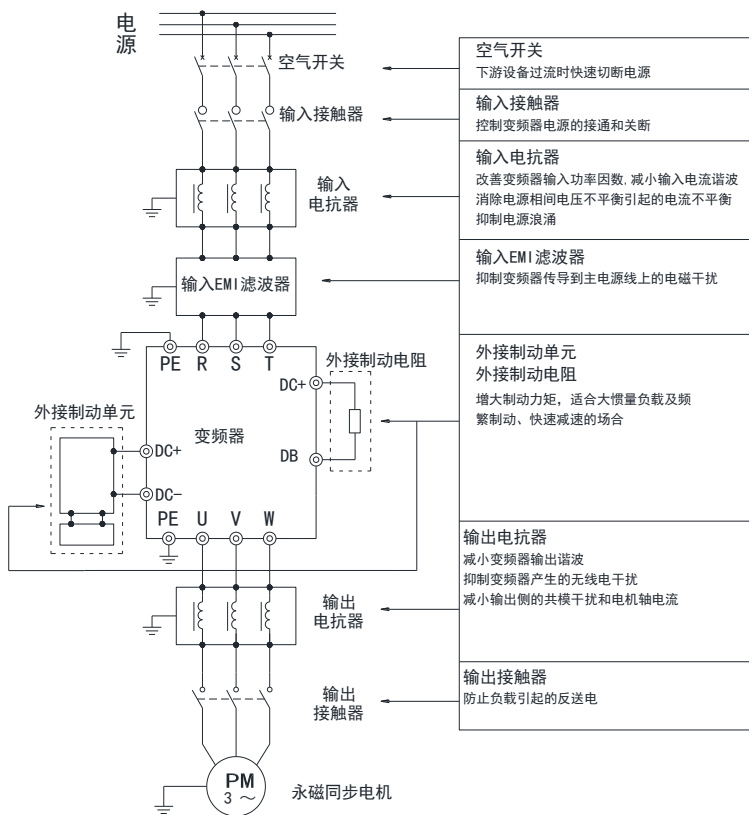 电
源
空气开关
输入接触器
输入
电抗器
输入EMI滤波器
PE R S T
外接制动电阻
DC+
外接制动单元
变频器
DC+
DB
DC-
PE U V W
输出
电抗器
输出
接触器
PM
3 ～
永磁同步电机
空气开关
下游设备过流时快速切断电源
输入接触器
控制变频器电源的接通和关断
输入电抗器
改善变频器输入功率因数,减小输入电流谐波
消除电源相间电压不平衡引起的电流不平衡
抑制电源浪涌
输入EMI滤波器
抑制变频器传导到主电源线上的电磁干扰
外接制动单元
外接制动电阻
增大制动力矩，适合大惯量负载及频
繁制动、快速减速的场合
输出电抗器
减小变频器输出谐波
抑制变频器产生的无线电干扰
减小输出侧的共模干扰和电机轴电流
输出接触器
防止负载引起的反送电